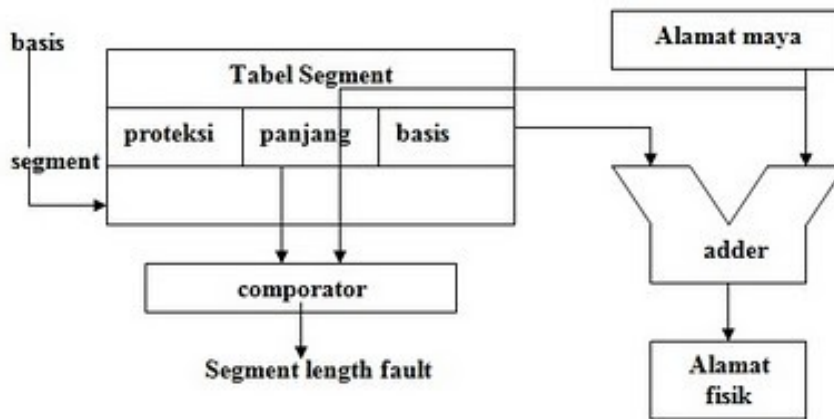 basis
Alamat maya
Tabel Segment
proteksi
panjang
basis
segment
adder
comporator
Segment length fault
Alamat
fisik